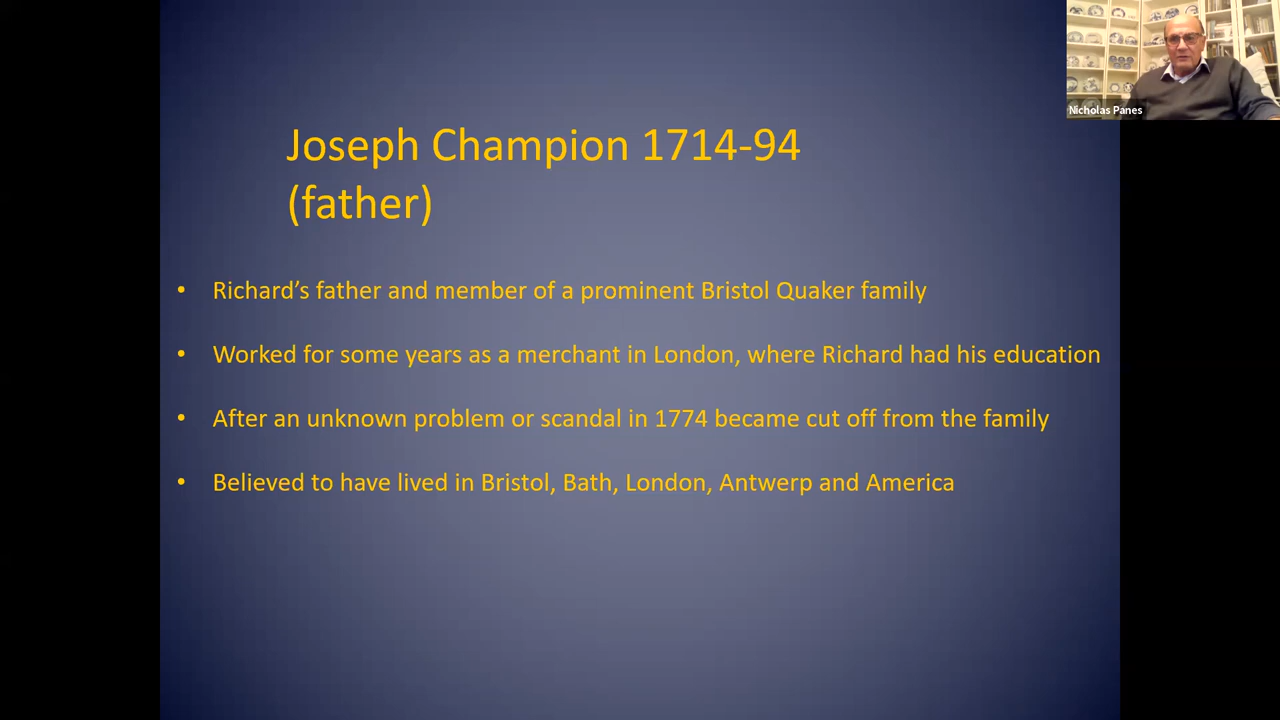 Nicholas Panes
Joseph Champion 1714-94
(father)
• Richard’s father and member of a prominent Bristol Quaker family
• Worked for some years as a merchant in London, where Richard had his education
• After an unknown problem or scandal in 1774 became cut off from the family
• Believed to have lived in Bristol, Bath, London, Antwerp and America